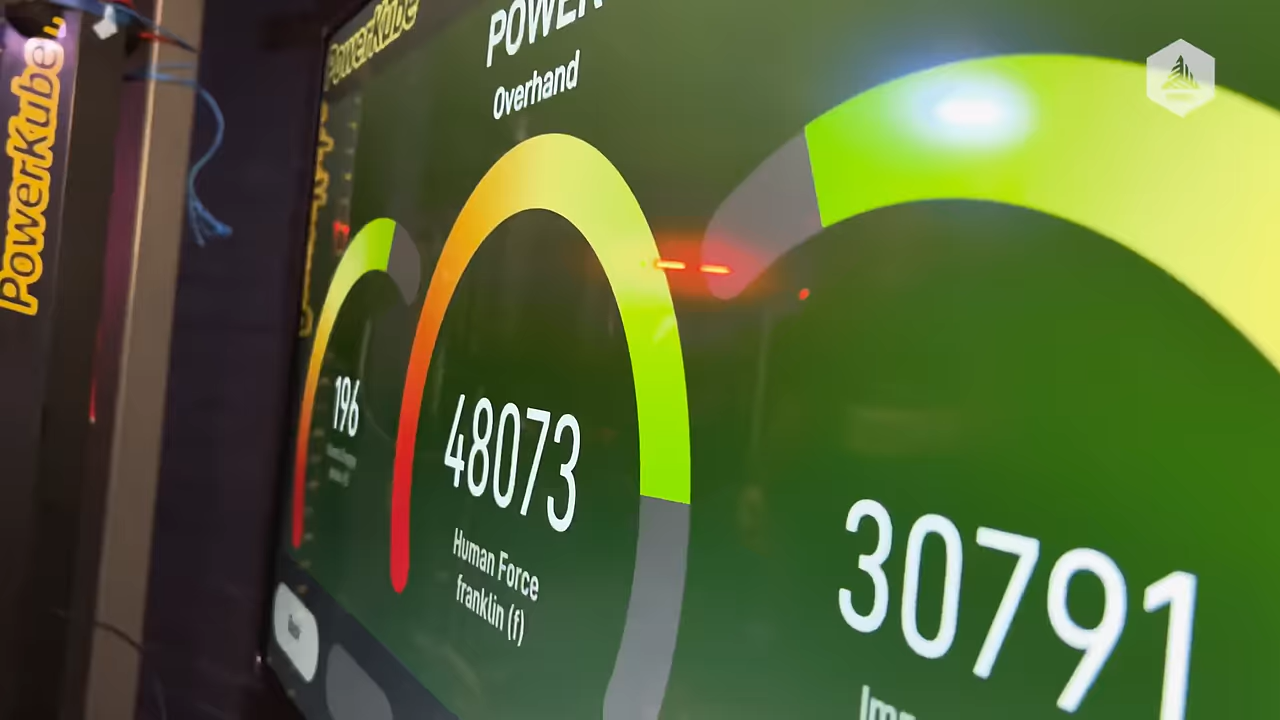 PowerKube
PowerKube
POWER
Overhand
196
48073
Human Force
franklin (f)
30791